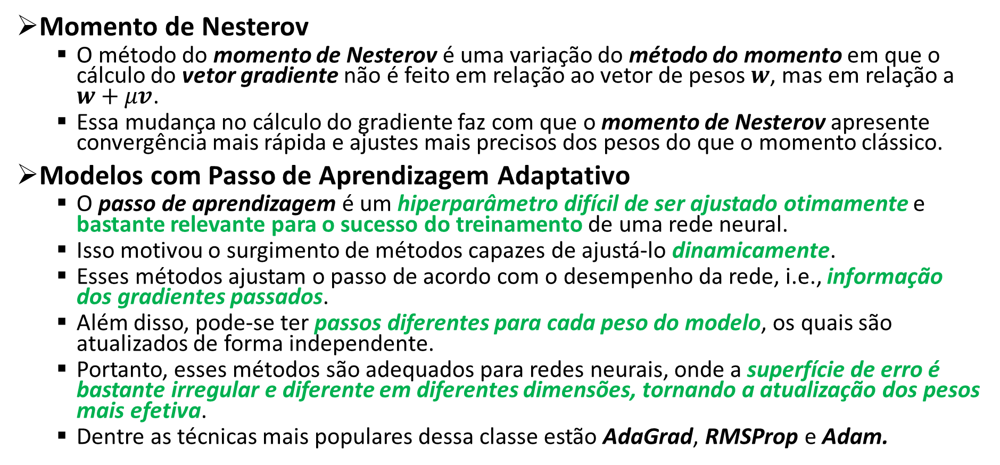 ➢Momento de Nesterov
▪ O método do momento de Nesterov é uma variação do método do momento em que o
cálculo do vetor gradiente não é feito em relação ao vetor de pesos w, mas em relação a
w + μv.
▪ Essa mudança no cálculo do gradiente faz com que o momento de Nesterov apresente
convergência mais rápida e ajustes mais precisos dos pesos do que o momento clássico.
➢Modelos com Passo de Aprendizagem Adaptativo
▪ O passo de aprendizagem é um hiperparâmetro difícil de ser ajustado otimamente e
bastante relevante para o sucesso do treinamento de uma rede neural.
▪ Isso motivou o surgimento de métodos capazes de ajustá-lo dinamicamente.
▪ Esses métodos ajustam o passo de acordo com o desempenho da rede, i.e., informação
dos gradientes passados.
▪ Além disso, pode-se ter passos diferentes para cada peso do modelo, os quais são
atualizados de forma independente.
▪ Portanto, esses métodos são adequados para redes neurais, onde a superfície de erro é
bastante irregular e diferente em diferentes dimensões, tornando a atualização dos pesos
mais efetiva.
▪ Dentre as técnicas mais populares dessa classe estão AdaGrad, RMSProp e Adam.